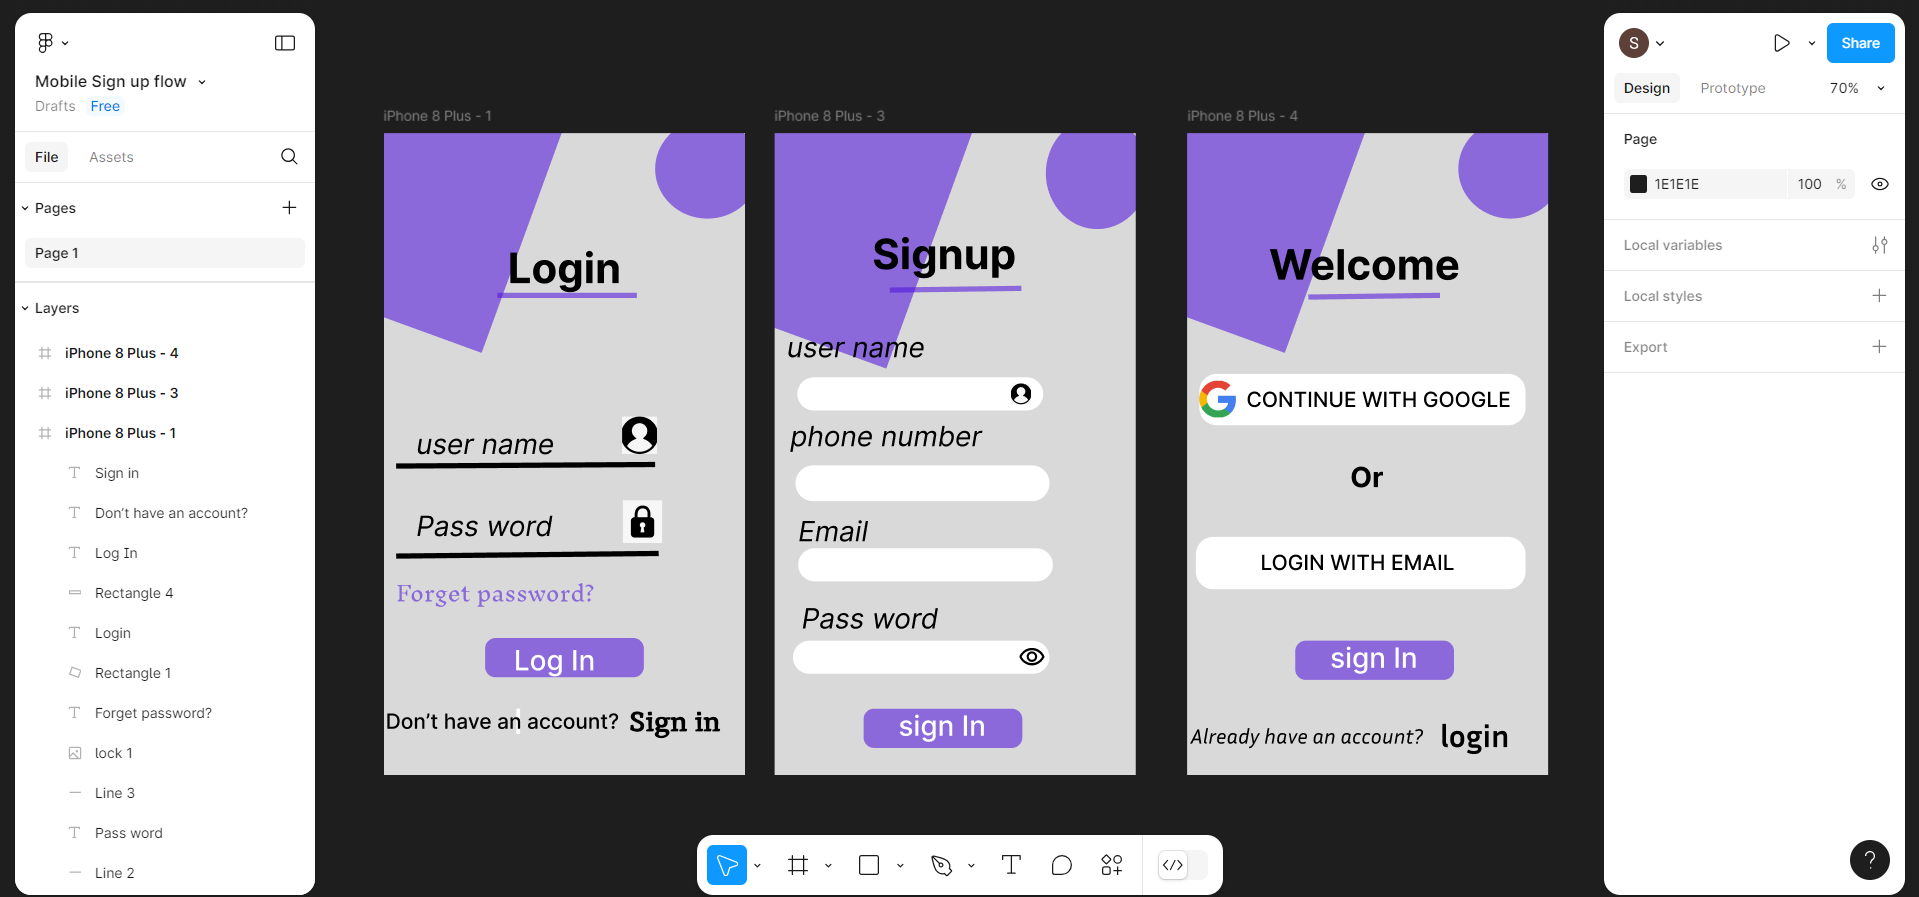 Mobile Sign up flow
Drafts Free
File Assets
Pages
Page 1
Layers
iPhone 8 Plus - 4
iPhone 8 Plus - 3
iPhone 8 Plus - 1
Sign in
Don’t have an account?
Log In
Rectangle 4
Login
Rectangle 1
Forget password?
lock 1
Line 3
Pass word
Line 2
iPhone 8 Plus - 1
Login
user name
Pass word
Forget password?
Log In
Don’t have an account? Sign in
iPhone 8 Plus - 3
Signup
user name
phone number
Email
Pass word
sign In
iPhone 8 Plus - 4
Welcome
CONTINUE WITH GOOGLE
Or
LOGIN WITH EMAIL
sign In
Already have an account? login
S
Share
Design Prototype 70%
Page
1E1E1E 100 %
Local variables
Local styles
Export
?